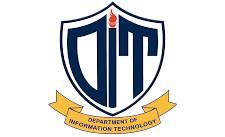 DIT
DEPARTMENT OF
INFORMATION TECHNOLOGY